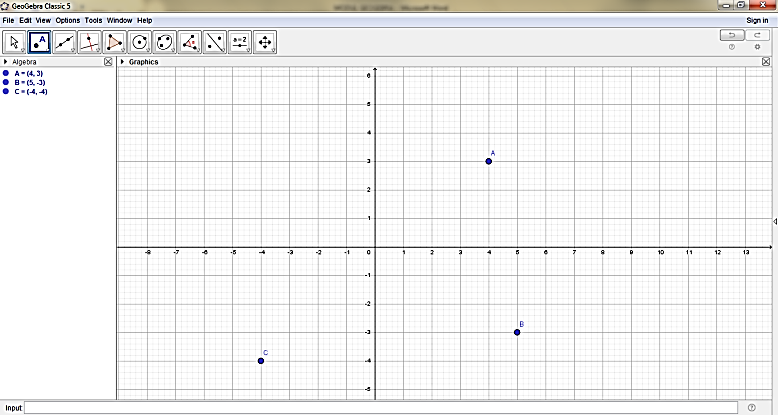 GeoGebra Classic 5
File Edit View Options Tools Window Help
Sign in
A
a=2
Algebra
Graphics
A = (4, 3)
B = (5, -3)
C = (-4, -4)
6
5
4
A
3
2
1
-8 -7 -6 -5 -4 -3 -2 -1 0 1 2 3 4 5 6 7 8 9 10 11 12 13
-1
-2
B
-3
C
-4
-5
Input